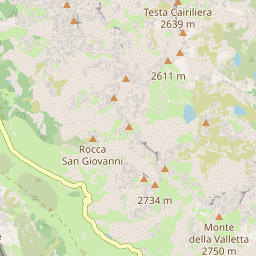 Testa Cairiliera
2639 m
2611 m
Rocca
San Giovanni
2734 m
Monte
della Valletta
2750 m